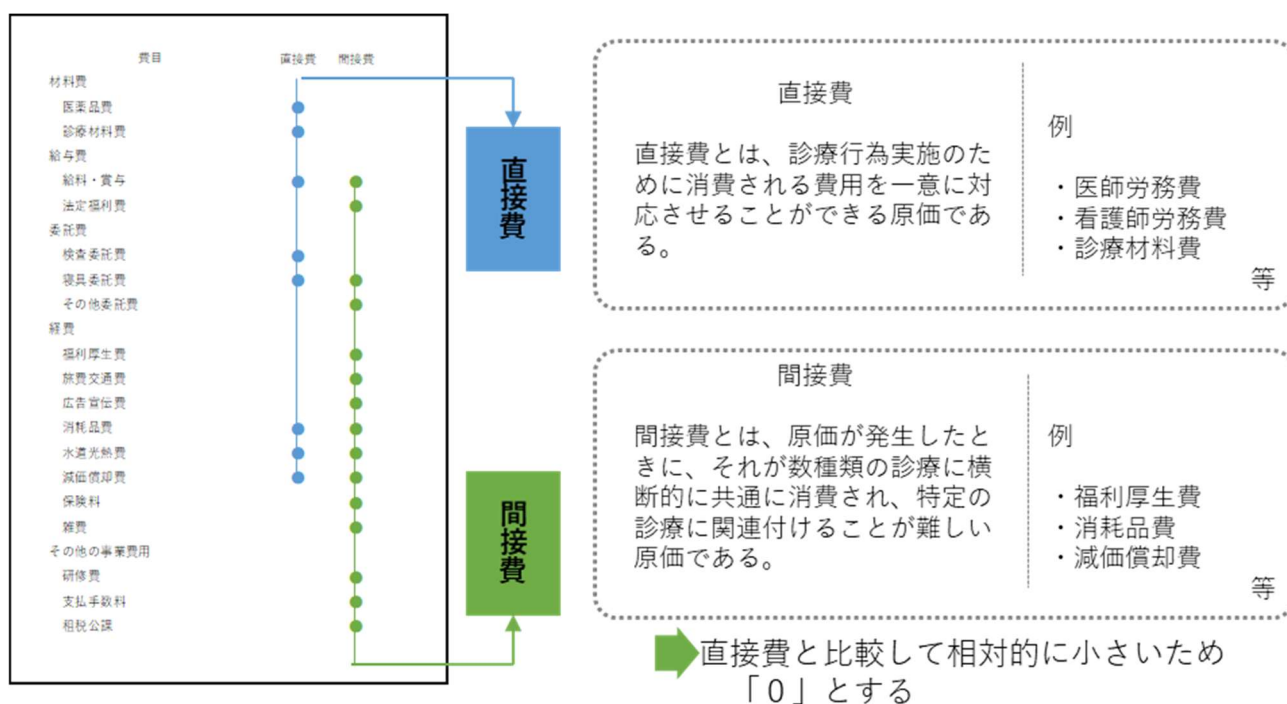 費目 直接費 間接費
材料費
医薬品費
診療材料費
給与費
給料・賞与
法定福利費
委託費
検査委託費
寝具委託費
その他委託費
経費
福利厚生費
旅費交通費
広告宣伝費
消耗品費
水道光熱費
減価償却費
保険料
雑費
その他の事業費用
研修費
支払手数料
租税公課
直接費
間接費
直接費
直接費とは、診療行為実施のた
めに消費される費用を一意に対
応させることができる原価であ
る。
例
・医師労務費
・看護師労務費
・診療材料費
等
間接費
間接費とは、原価が発生したと
きに、それが数種類の診療に横
断的に共通に消費され、特定の
診療に関連付けることが難しい
原価である。
例
・福利厚生費
・消耗品費
・減価償却費
等
直接費と比較して相対的に小さいため
「０」とする